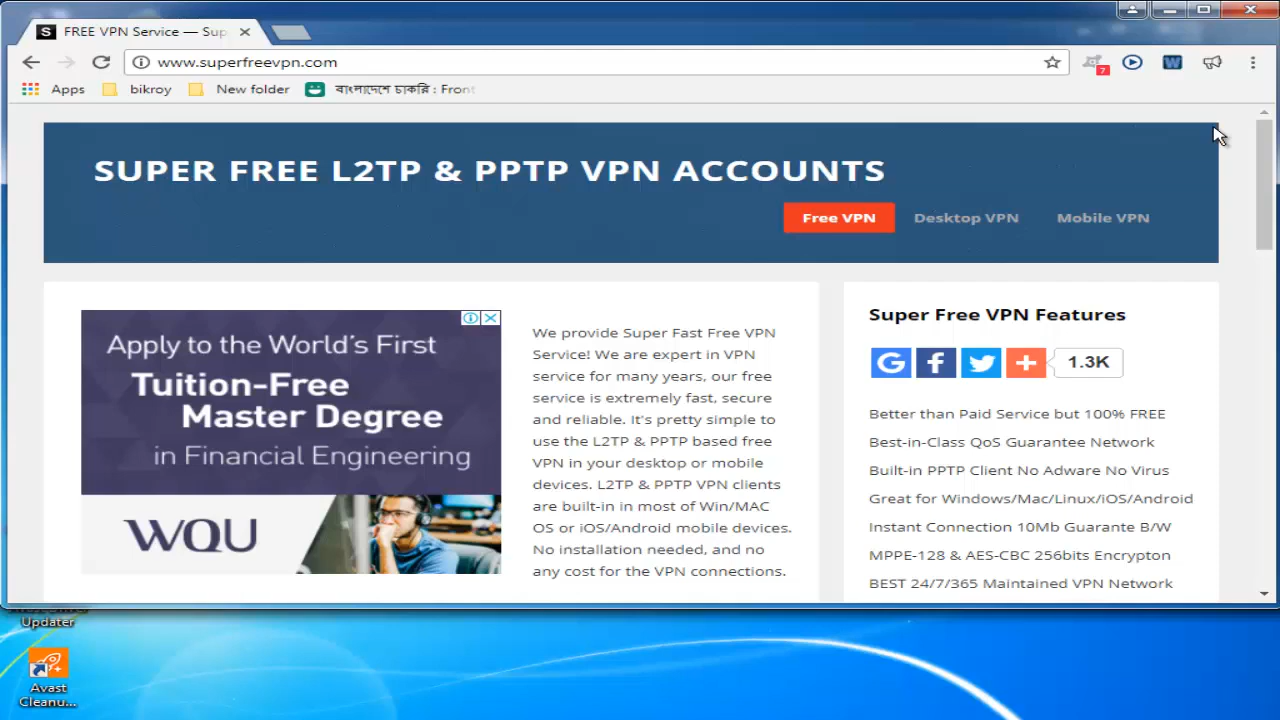 FREE VPN Service — Sup
www.superfreevpn.com
7
W
Apps
bikroy
New folder
বাংলাদেশে চাকরি : Front
SUPER FREE L2TP & PPTP VPN ACCOUNTS
Free VPN
Desktop VPN
Mobile VPN
Apply to the World's First
Tuition-Free
Master Degree
in Financial Engineering
WQU
We provide Super Fast Free VPN
Service! We are expert in VPN
service for many years, our free
service is extremely fast, secure
and reliable. It's pretty simple to
use the L2TP & PPTP based free
VPN in your desktop or mobile
devices. L2TP & PPTP VPN clients
are built-in in most of Win/MAC
OS or iOS/Android mobile devices.
No installation needed, and no
any cost for the VPN connections.
Super Free VPN Features
1.3K
Better than Paid Service but 100% FREE
Best-in-Class QoS Guarantee Network
Built-in PPTP Client No Adware No Virus
Great for Windows/Mac/Linux/iOS/Android
Instant Connection 10Mb Guarante B/W
MPPE-128 & AES-CBC 256bits Encrypton
BEST 24/7/365 Maintained VPN Network
Updater
Avast
Cleanu...